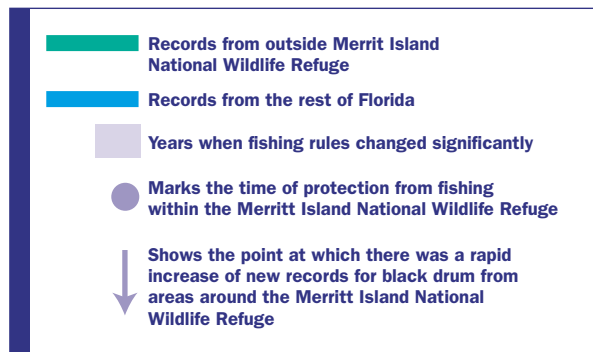 Records from outside Merrit Island
National Wildlife Refuge
Records from the rest of Florida
Years when fishing rules changed significantly
Marks the time of protection from fishing
within the Merritt Island National Wildlife Refuge
Shows the point at which there was a rapid
increase of new records for black drum from
areas around the Merritt Island National
Wildlife Refuge